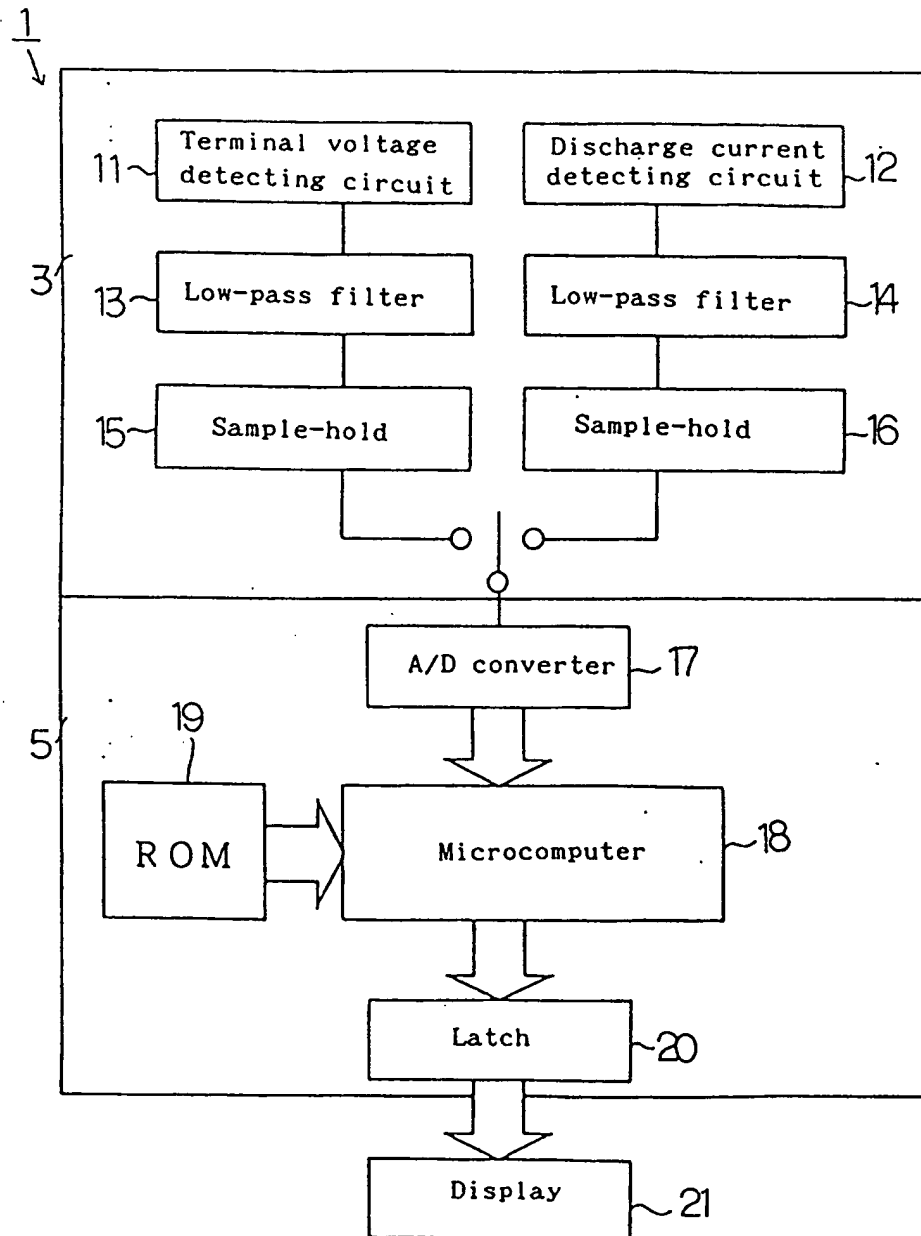 1
Terminal voltage
detecting circuit
11
Discharge current
detecting circuit
12
3
13
Low-pass filter
Low-pass filter
14
15
Sample-hold
Sample-hold
16
A/D converter
17
5
19
ROM
Microcomputer
18
Latch
20
Display
21